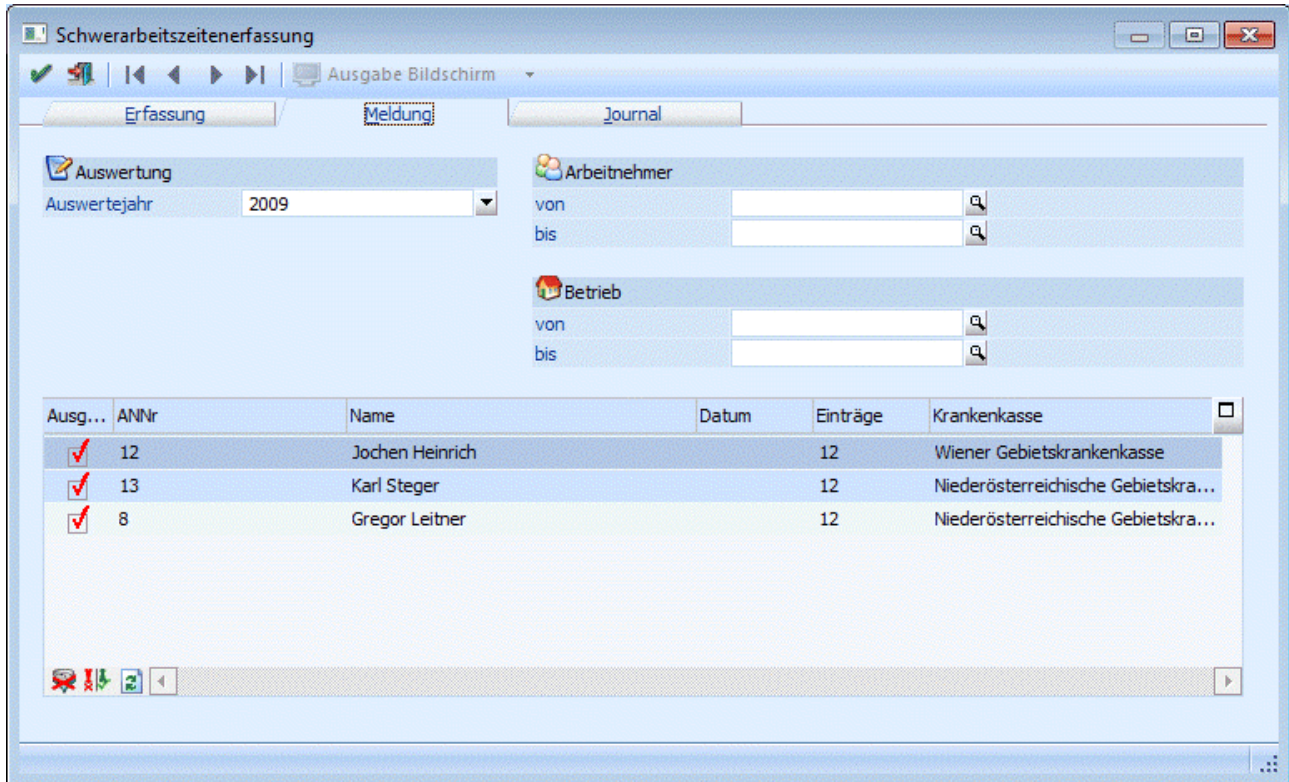 Schwerarbeitszeitenerfassung
Ausgabe Bildschirm
Erfassung Meldung Journal
Auswertung Arbeitnehmer
Auswertejahr 2009 von
bis
Betrieb
von
bis
Ausg... ANNr Name Datum Einträge Krankenkasse
12 Jochen Heinrich 12 Wiener Gebietskrankenkasse
13 Karl Steger 12 Niederösterreichische Gebietskra...
8 Gregor Leitner 12 Niederösterreichische Gebietskra...